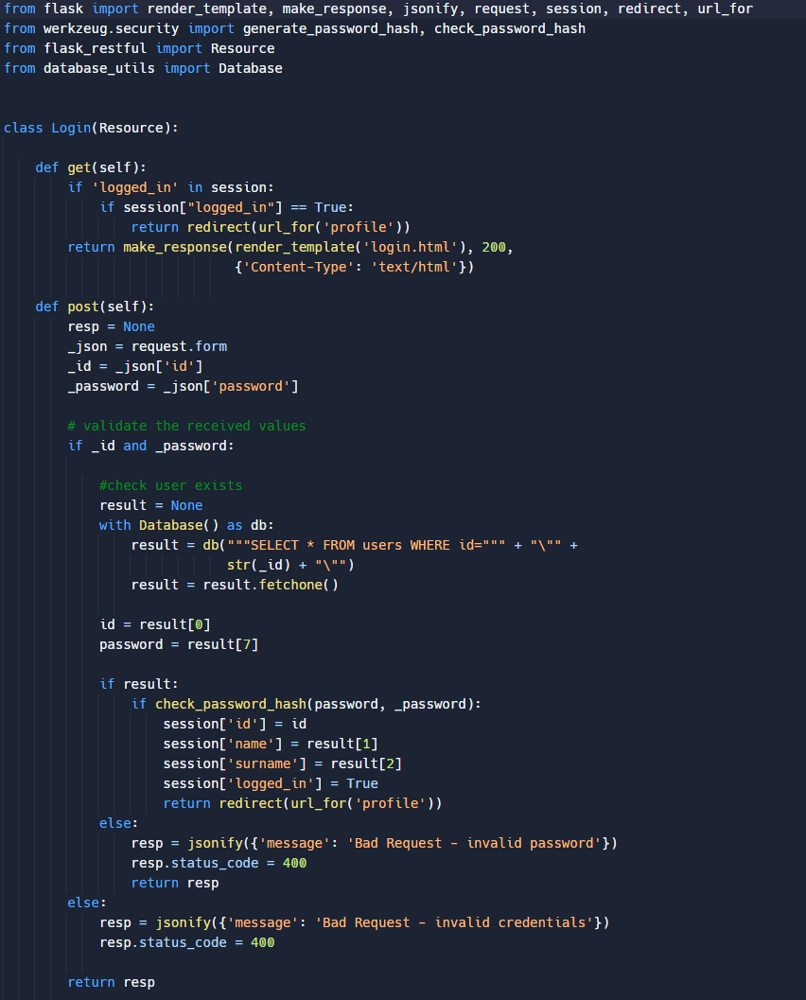 from flask import render_template, make_response, jsonify, request, session, redirect, url_for
from werkzeug.security import generate_password_hash, check_password_hash
from flask_restful import Resource
from database_utils import Database
class Login(Resource):
def get(self):
if 'logged_in' in session:
if session["logged_in"] == True:
return redirect(url_for('profile'))
return make_response(render_template('login.html'), 200,
{'Content-Type': 'text/html'})
def post(self):
resp = None
_json = request.form
_id = _json['id']
_password = _json['password']
# validate the received values
if _id and _password:
#check user exists
result = None
with Database() as db:
result = db("""SELECT * FROM users WHERE id=""" + "\"" +
str(_id) + "\"")
result = result.fetchone()
id = result[0]
password = result[7]
if result:
if check_password_hash(password, _password):
session['id'] = id
session['name'] = result[1]
session['surname'] = result[2]
session['logged_in'] = True
return redirect(url_for('profile'))
else:
resp = jsonify({'message': 'Bad Request - invalid password'})
resp.status_code = 400
return resp
else:
resp = jsonify({'message': 'Bad Request - invalid credentials'})
resp.status_code = 400
return resp